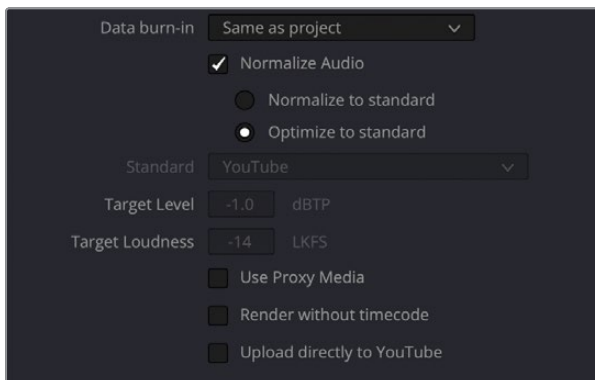 Data burn-in Same as project
Normalize Audio
Normalize to standard
Optimize to standard
Standard YouTube
Target Level -1.0 dBTP
Target Loudness -14 LKFS
Use Proxy Media
Render without timecode
Upload directly to YouTube